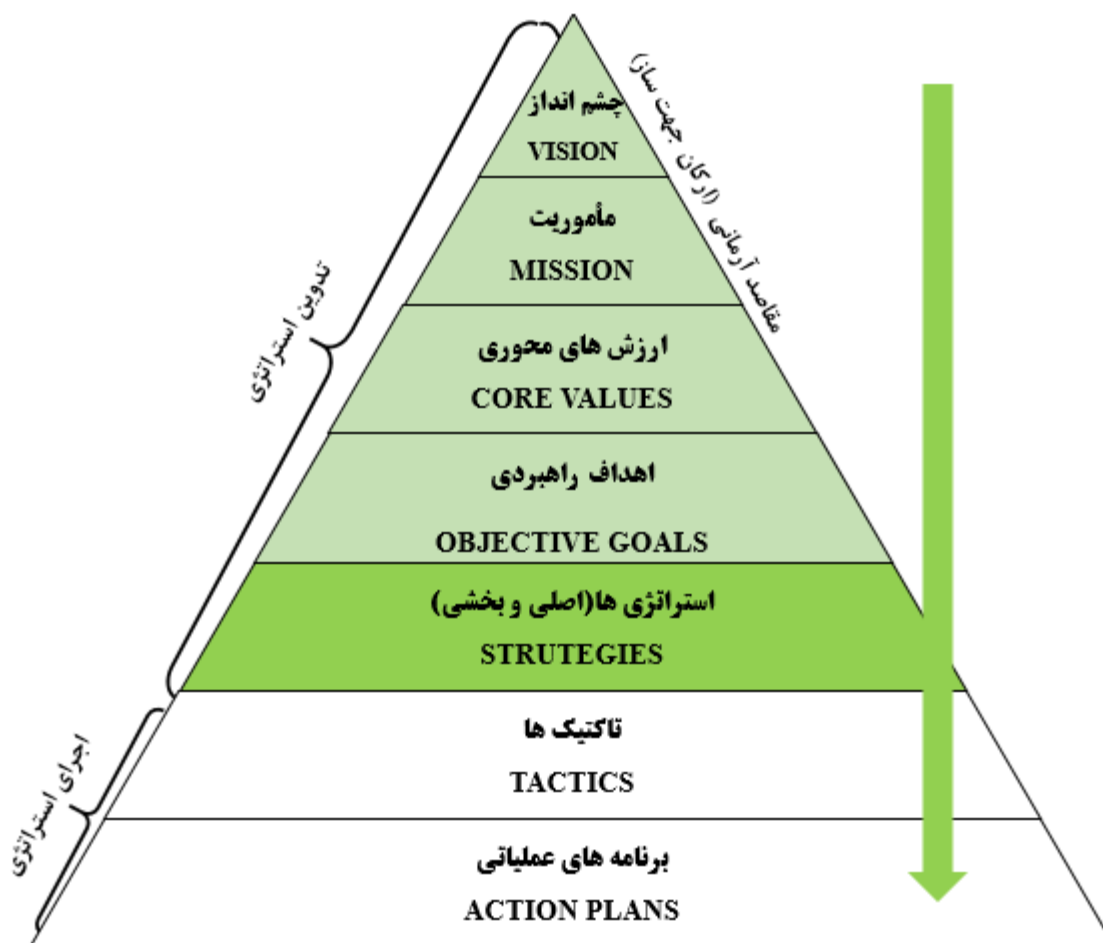 چشم انداز
VISION
مأموریت
MISSION
ارزش های محوری
CORE VALUES
اهداف راهبردی
OBJECTIVE GOALS
استراتژی ها(اصلی و بخشی)
STRUTEGIES
تاکتیک ها
TACTICS
برنامه های عملیاتی
ACTION PLANS
مقاصد آرمانی (ارکان جهت ساز)
تدوین استراتژی
اجرای استراتژی